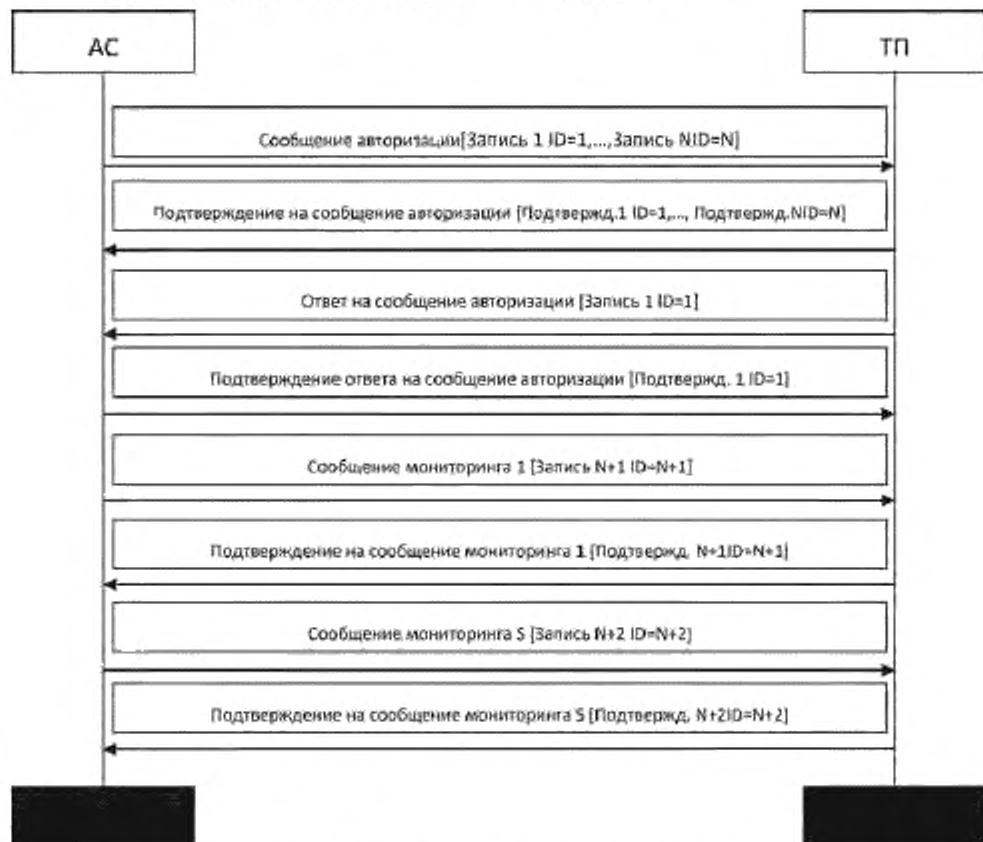 АС
ТП
Сообщение авторизации[Запись 1 ID=1,...,Запись NID=N]
Подтверждение на сообщение авторизации [Подтвержд.1 ID=1,..., Подтвержд.NID=N]
Ответ на сообщение авторизации [Запись 1 ID=1]
Подтверждение ответа на сообщение авторизации [Подтвержд. 1 ID=1]
Сообщение мониторинга 1 [Запись N+1 ID=N+1]
Подтверждение на сообщение мониторинга 1 [Подтвержд. N+1ID=N+1]
Сообщение мониторинга S [Запись N+2 ID=N+2]
Подтверждение на сообщение мониторинга S [Подтвержд. N+2ID=N+2]